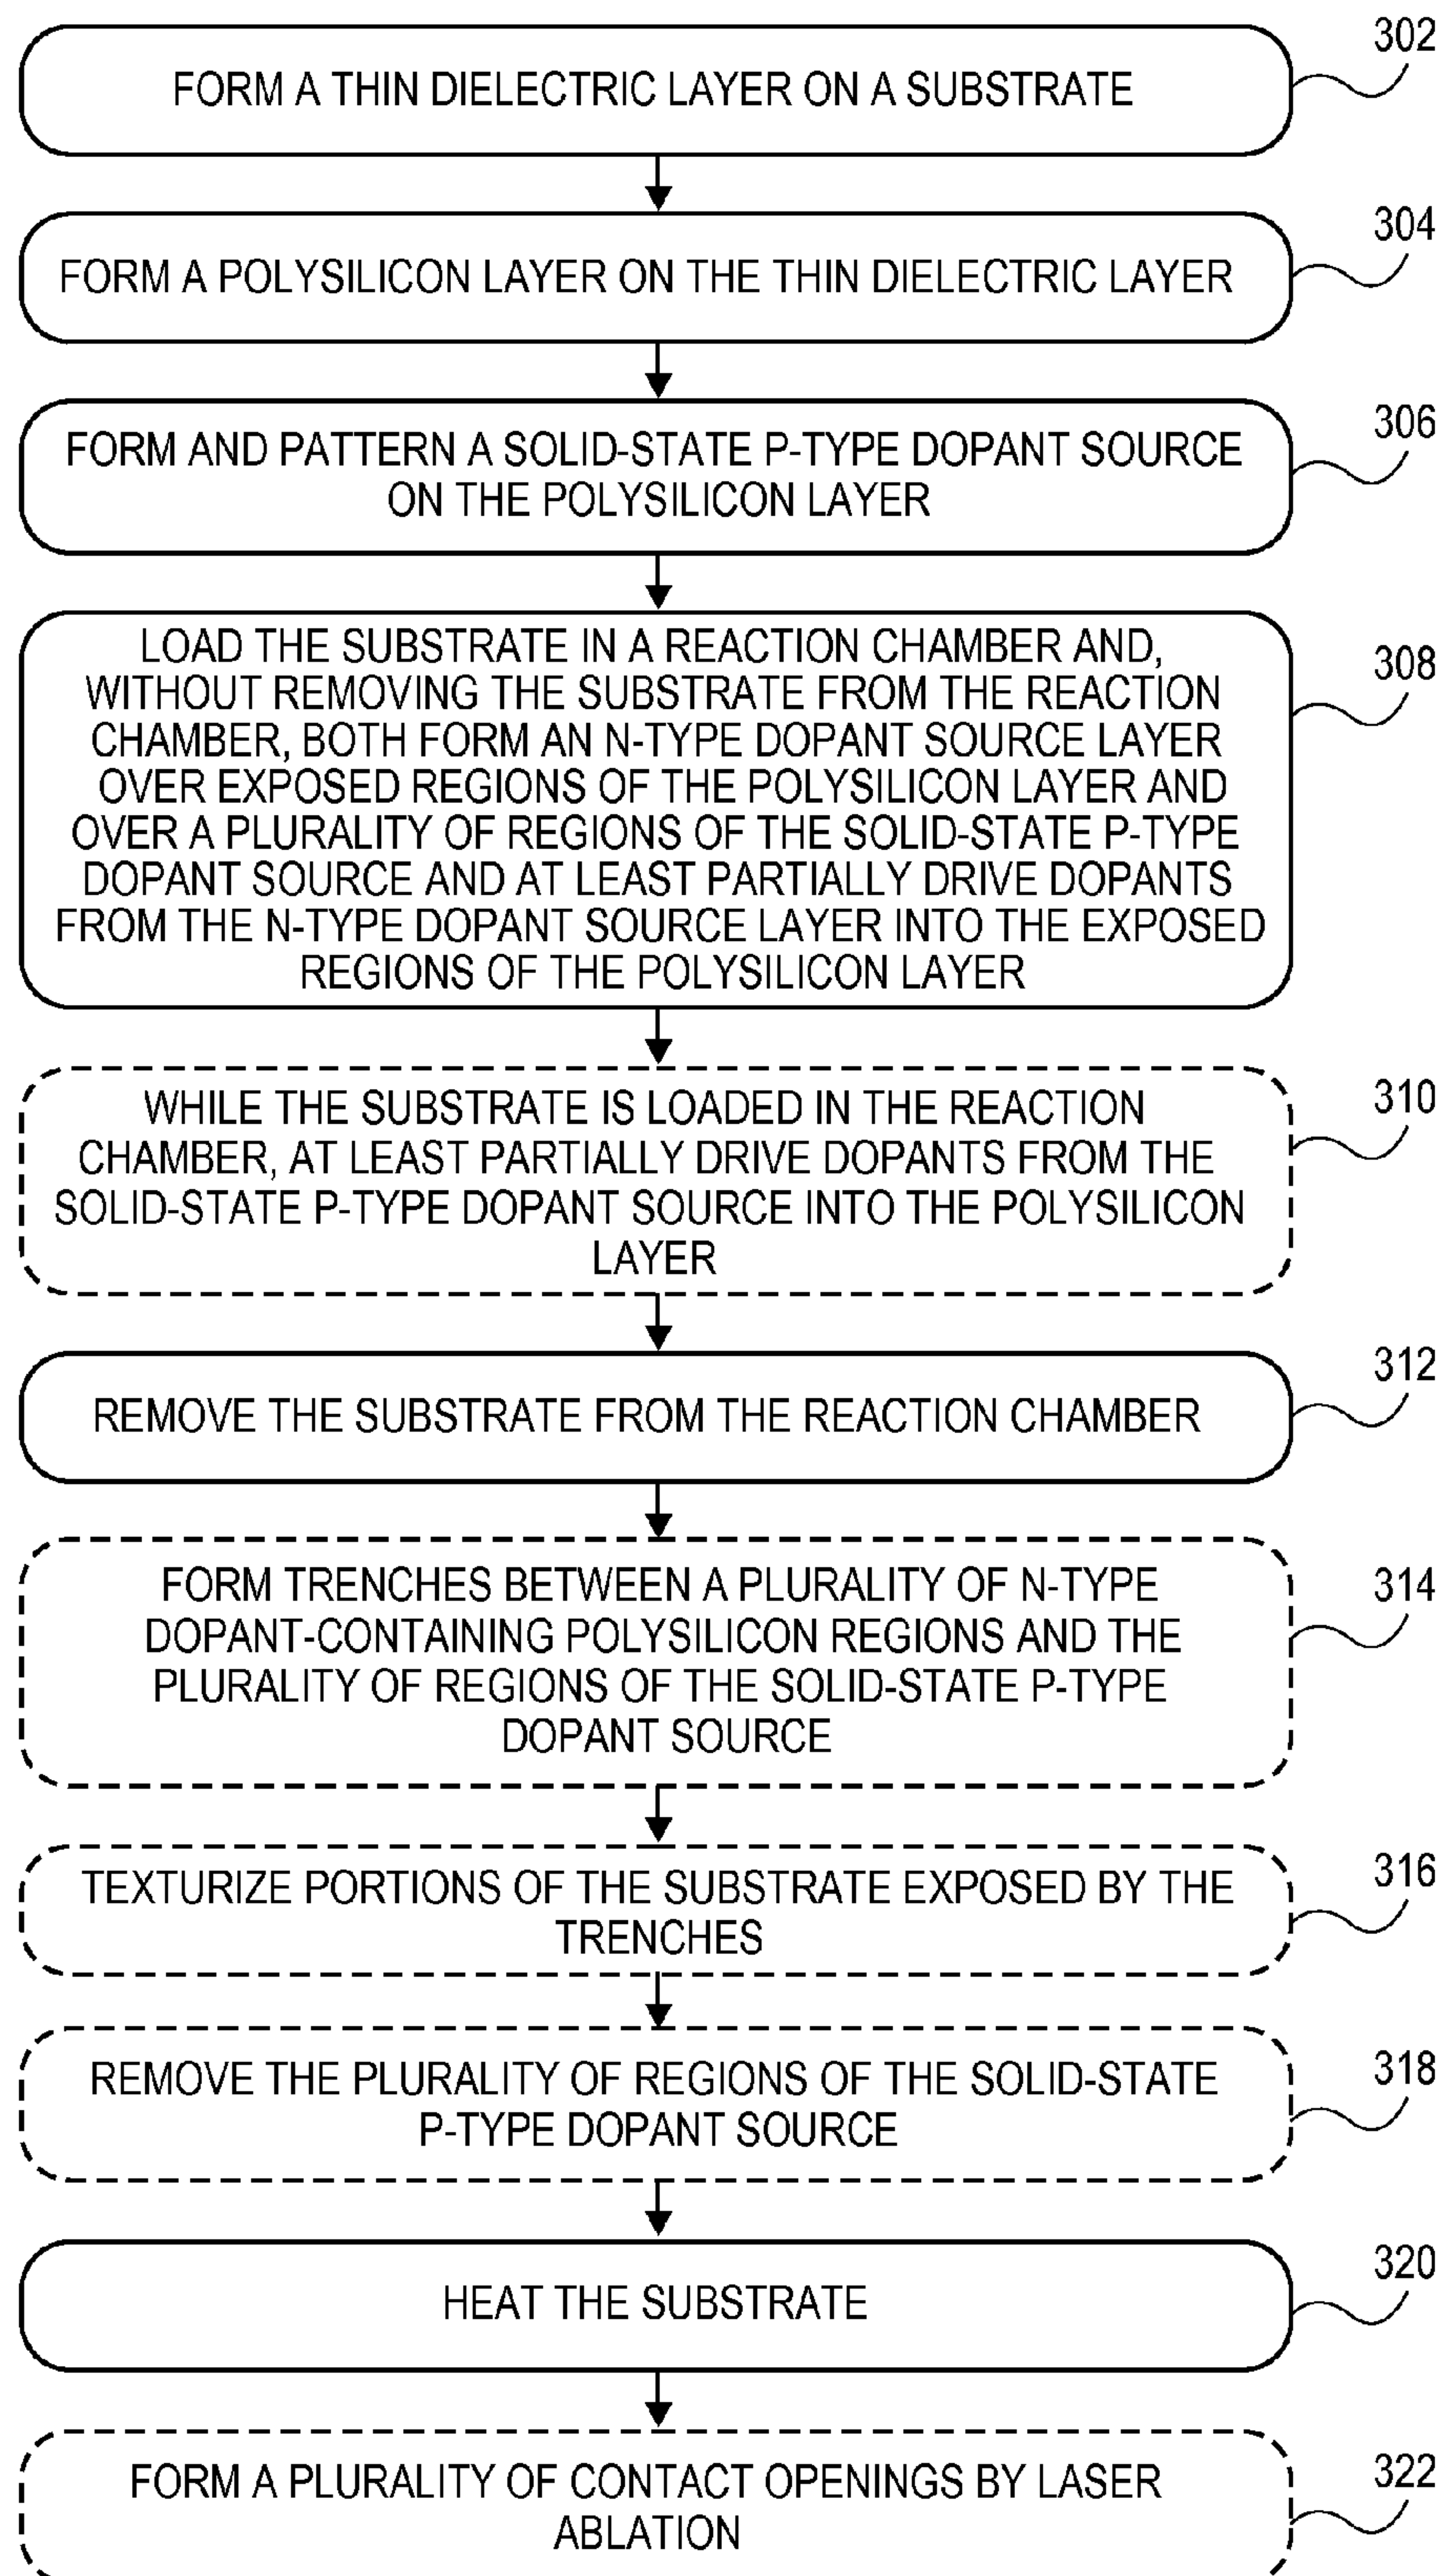 302
FORM A THIN DIELECTRIC LAYER ON A SUBSTRATE
304
FORM A POLYSILICON LAYER ON THE THIN DIELECTRIC LAYER
306
FORM AND PATTERN A SOLID-STATE P-TYPE DOPANT SOURCE
ON THE POLYSILICON LAYER
308
LOAD THE SUBSTRATE IN A REACTION CHAMBER AND,
WITHOUT REMOVING THE SUBSTRATE FROM THE REACTION
CHAMBER, BOTH FORM AN N-TYPE DOPANT SOURCE LAYER
OVER EXPOSED REGIONS OF THE POLYSILICON LAYER AND
OVER A PLURALITY OF REGIONS OF THE SOLID-STATE P-TYPE
DOPANT SOURCE AND AT LEAST PARTIALLY DRIVE DOPANTS
FROM THE N-TYPE DOPANT SOURCE LAYER INTO THE EXPOSED
REGIONS OF THE POLYSILICON LAYER
310
WHILE THE SUBSTRATE IS LOADED IN THE REACTION
CHAMBER, AT LEAST PARTIALLY DRIVE DOPANTS FROM THE
SOLID-STATE P-TYPE DOPANT SOURCE INTO THE POLYSILICON
LAYER
312
REMOVE THE SUBSTRATE FROM THE REACTION CHAMBER
314
FORM TRENCHES BETWEEN A PLURALITY OF N-TYPE
DOPANT-CONTAINING POLYSILICON REGIONS AND THE
PLURALITY OF REGIONS OF THE SOLID-STATE P-TYPE
DOPANT SOURCE
316
TEXTURIZE PORTIONS OF THE SUBSTRATE EXPOSED BY THE
TRENCHES
318
REMOVE THE PLURALITY OF REGIONS OF THE SOLID-STATE
P-TYPE DOPANT SOURCE
320
HEAT THE SUBSTRATE
322
FORM A PLURALITY OF CONTACT OPENINGS BY LASER
ABLATION